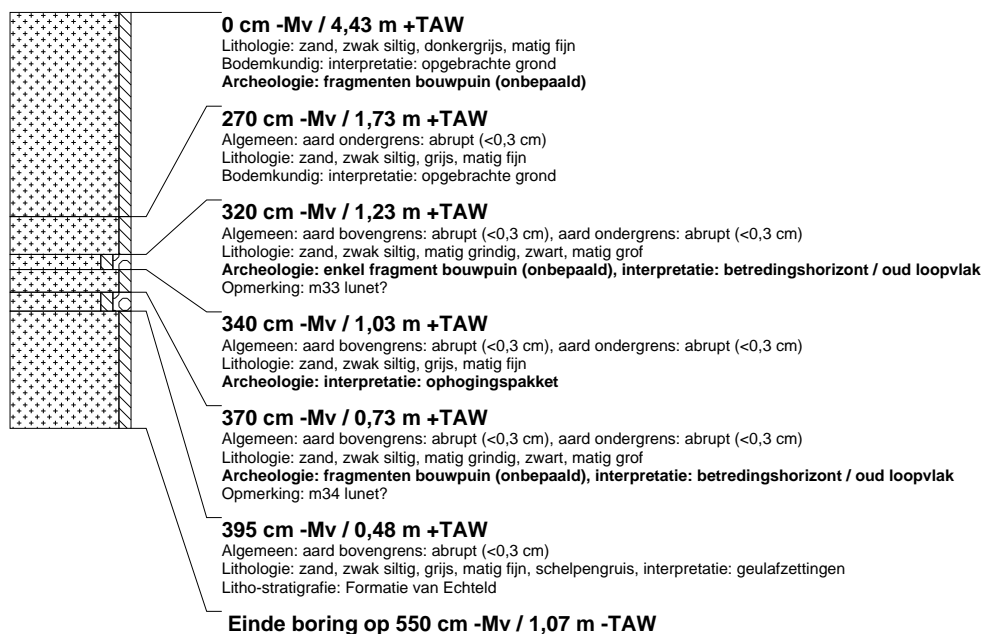 0 cm -Mv / 4,43 m +TAW
Lithologie: zand, zwak siltig, donkergrijs, matig fijn
Bodemkundig: interpretatie: opgebrachte grond
Archeologie: fragmenten bouwpuin (onbepaald)
270 cm -Mv / 1,73 m +TAW
Algemeen: aard ondergrens: abrupt (<0,3 cm)
Lithologie: zand, zwak siltig, grijs, matig fijn
Bodemkundig: interpretatie: opgebrachte grond
320 cm -Mv / 1,23 m +TAW
Algemeen: aard bovengrens: abrupt (<0,3 cm), aard ondergrens: abrupt (<0,3 cm)
Lithologie: zand, zwak siltig, matig grindig, zwart, matig grof
Archeologie: enkel fragment bouwpuin (onbepaald), interpretatie: betredingshorizont / oud loopvlak
Opmerking: m33 lunet?
340 cm -Mv / 1,03 m +TAW
Algemeen: aard bovengrens: abrupt (<0,3 cm), aard ondergrens: abrupt (<0,3 cm)
Lithologie: zand, zwak siltig, grijs, matig fijn
Archeologie: interpretatie: ophogingspakket
370 cm -Mv / 0,73 m +TAW
Algemeen: aard bovengrens: abrupt (<0,3 cm), aard ondergrens: abrupt (<0,3 cm)
Lithologie: zand, zwak siltig, matig grindig, zwart, matig grof
Archeologie: fragmenten bouwpuin (onbepaald), interpretatie: betredingshorizont / oud loopvlak
Opmerking: m34 lunet?
395 cm -Mv / 0,48 m +TAW
Algemeen: aard bovengrens: abrupt (<0,3 cm)
Lithologie: zand, zwak siltig, grijs, matig fijn, schelpengruis, interpretatie: geulafzettingen
Litho-stratigrafie: Formatie van Echteld
Einde boring op 550 cm -Mv / 1,07 m -TAW